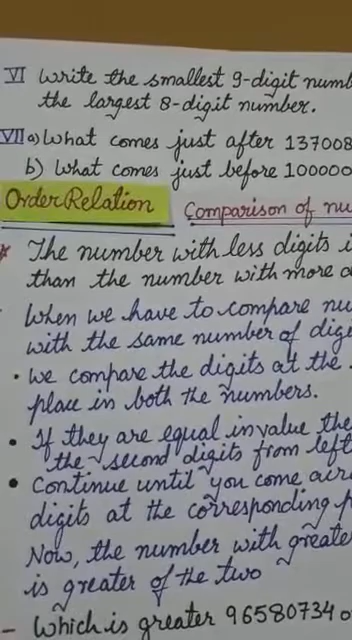 VI Write the smallest 9-digit numb
the largest 8-digit number.
VII a) What comes just after 137008
b) What comes just before 100000
Order Relation Comparison of nu
* The number with less digits i
than the number with more d
When we have to compare nu
with the same number of dige
• we compare the digits at the
place in both the numbers.
• If they are equal in value the
the second digits from left
• Continue until you come
digits at the corresponding p
Now, the number with greate
is greater of the two
- Which is greater 96580734 o